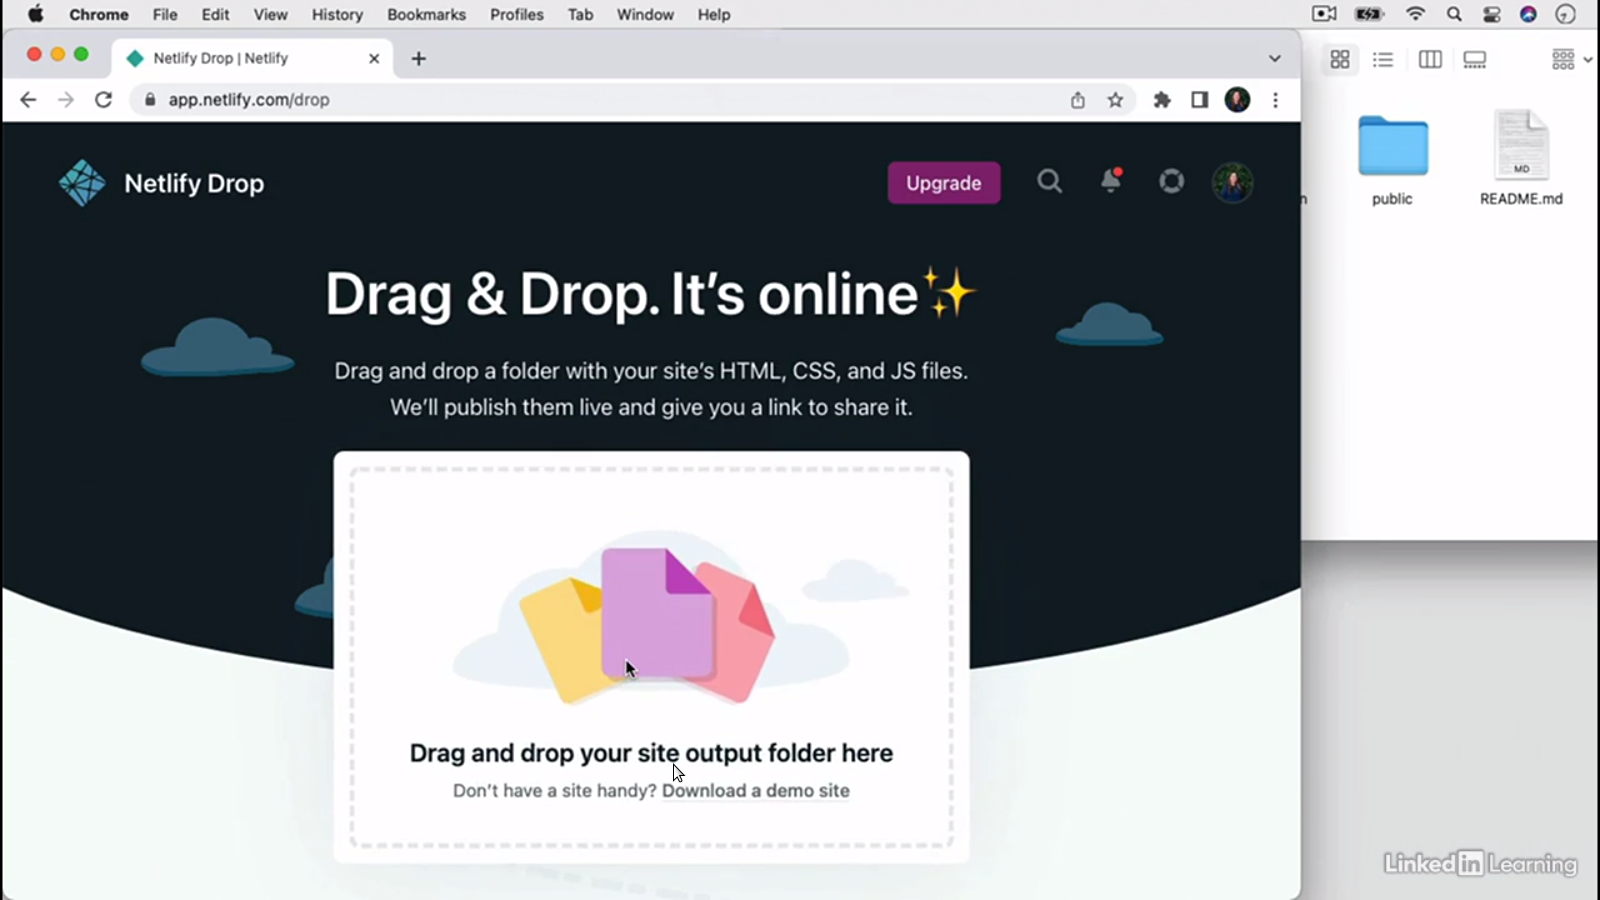 Chrome File Edit View History Bookmarks Profiles Tab Window Help
Netlify Drop | Netlify
app.netlify.com/drop
Netlify Drop
Upgrade
n
public
MD
README.md
Drag & Drop. It's online✨
Drag and drop a folder with your site's HTML, CSS, and JS files.
We'll publish them live and give you a link to share it.
Drag and drop your site output folder here
Don't have a site handy? Download a demo site
LinkedIn Learning